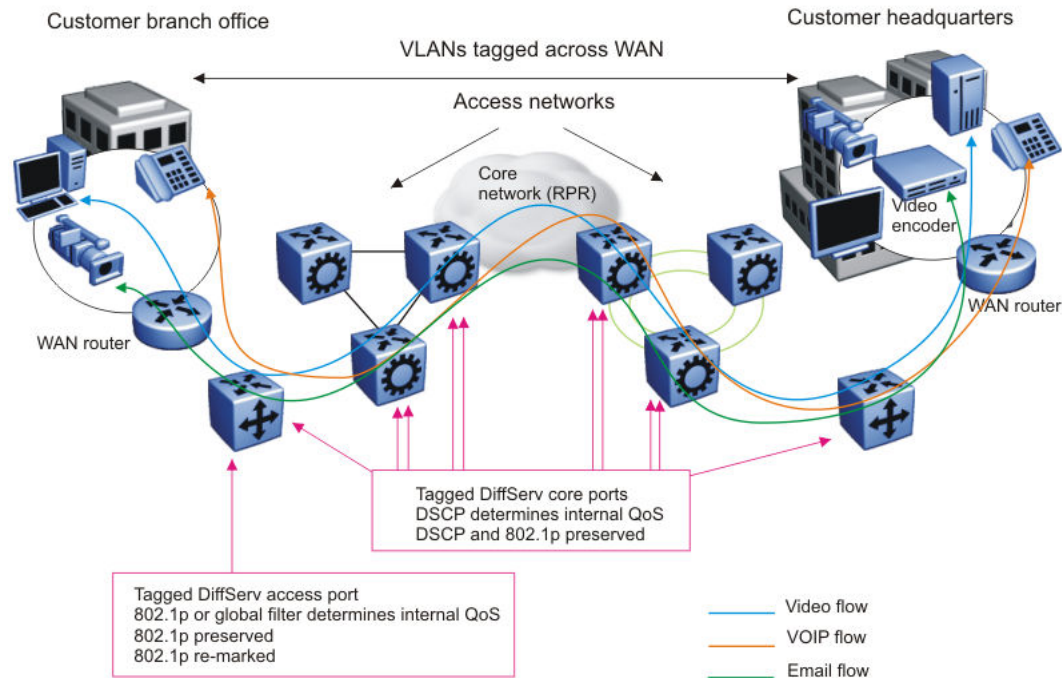 Customer branch office
Customer headquarters
VLANs tagged across WAN
Access networks
Core
network (RPR)
Video
encoder
WAN router
WAN router
Tagged DiffServ core ports
DSCP determines internal QoS
DSCP and 802.1p preserved
Tagged DiffServ access port
802.1p or global filter determines internal QoS
802.1p preserved
802.1p re-marked
Video flow
VOIP flow
Email flow